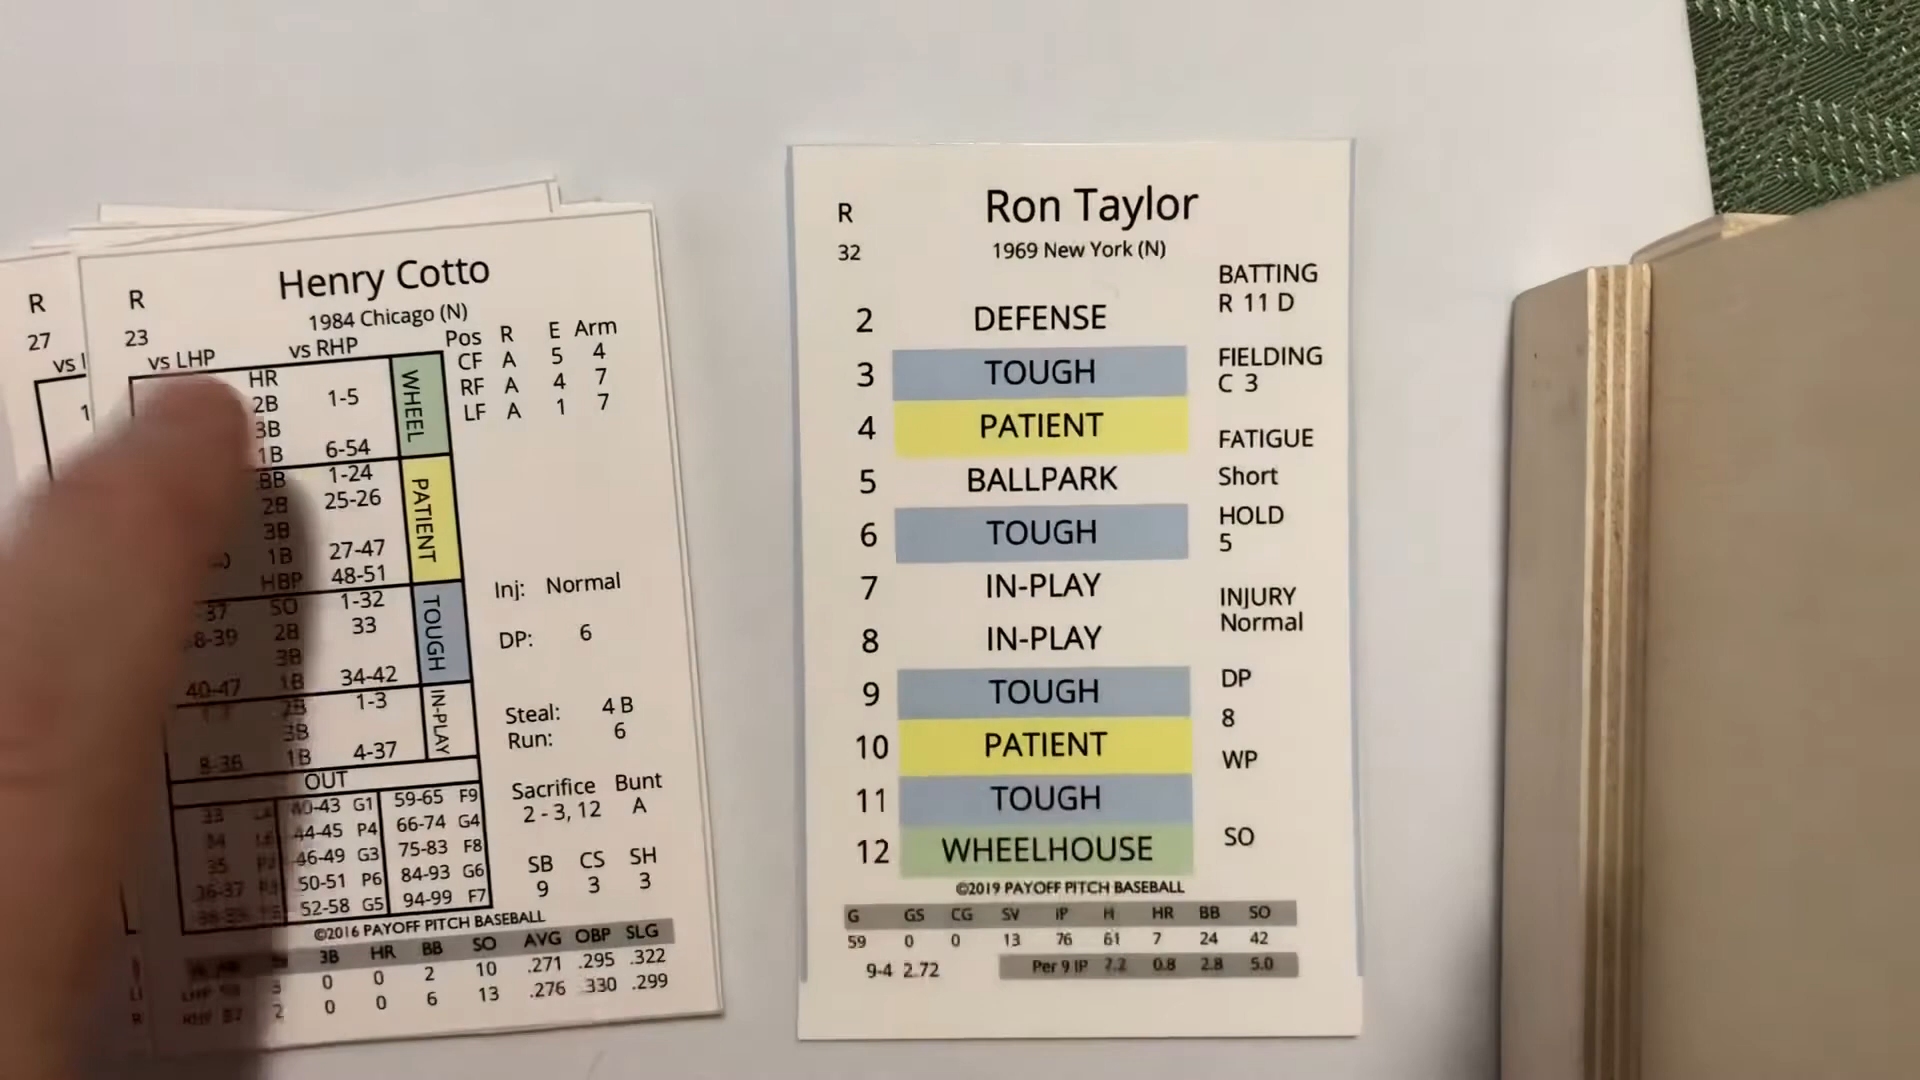 R
27
R
23
Henry Cotto
1984 Chicago (N)
vs LHP
vs RHP
Pos R E Arm
CF A 5 4
RF A 4 7
LF A 1 7
HR
2B 1-5
3B
1B 6-54
WHEEL
BB 1-24
2B 25-26
3B
1B 27-47
HBP 48-51
PATIENT
SO 1-32
2B 33
3B
40-47 1B 34-42
TOUGH
2B 1-3
3B
8-36 1B 4-37
IN-PLAY
OUT
40-43 G1 59-65 F9
44-45 P4 66-74 G4
46-49 G3 75-83 F8
50-51 P6 84-93 G6
52-58 G5 94-99 F7
Inj: Normal
DP: 6
Steal: 4 B
Run: 6
Sacrifice Bunt
2 - 3, 12 A
SB CS SH
9 3 3
©2016 PAYOFF PITCH BASEBALL
3B HR BB SO AVG OBP SLG
0 0 2 10 .271 .295 .322
0 0 6 13 .276 .330 .299
R
32
Ron Taylor
1969 New York (N)
2 DEFENSE
3 TOUGH
4 PATIENT
5 BALLPARK
6 TOUGH
7 IN-PLAY
8 IN-PLAY
9 TOUGH
10 PATIENT
11 TOUGH
12 WHEELHOUSE
BATTING
R 11 D
FIELDING
C 3
FATIGUE
Short
HOLD
5
INJURY
Normal
DP
8
WP
SO
©2019 PAYOFF PITCH BASEBALL
G GS CG SV IP H HR BB SO
59 0 0 13 76 61 7 24 42
9-4 2.72 Per 9 IP 7.2 0.8 2.8 5.0